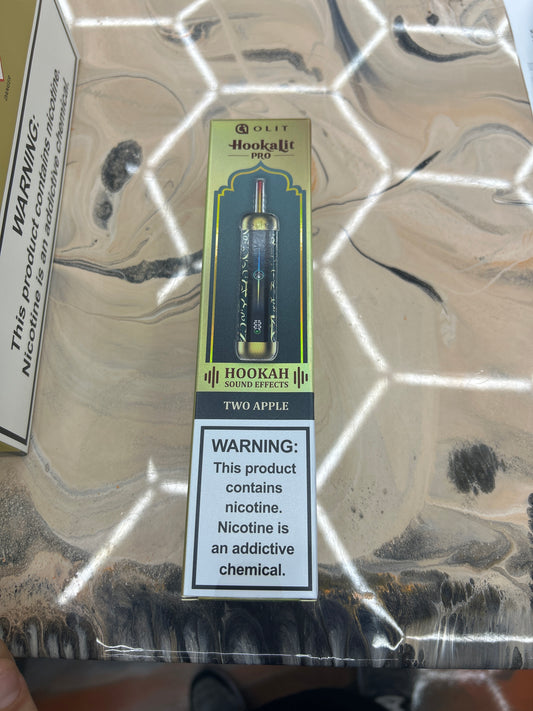 OLIT
HookaLit
PRO
HOOKAH
SOUND EFFECTS
TWO APPLE
WARNING:
This product
contains
nicotine.
Nicotine is
an addictive
chemical.
WARNING:
This product contains nicotine.
Nicotine is an addictive chemical.